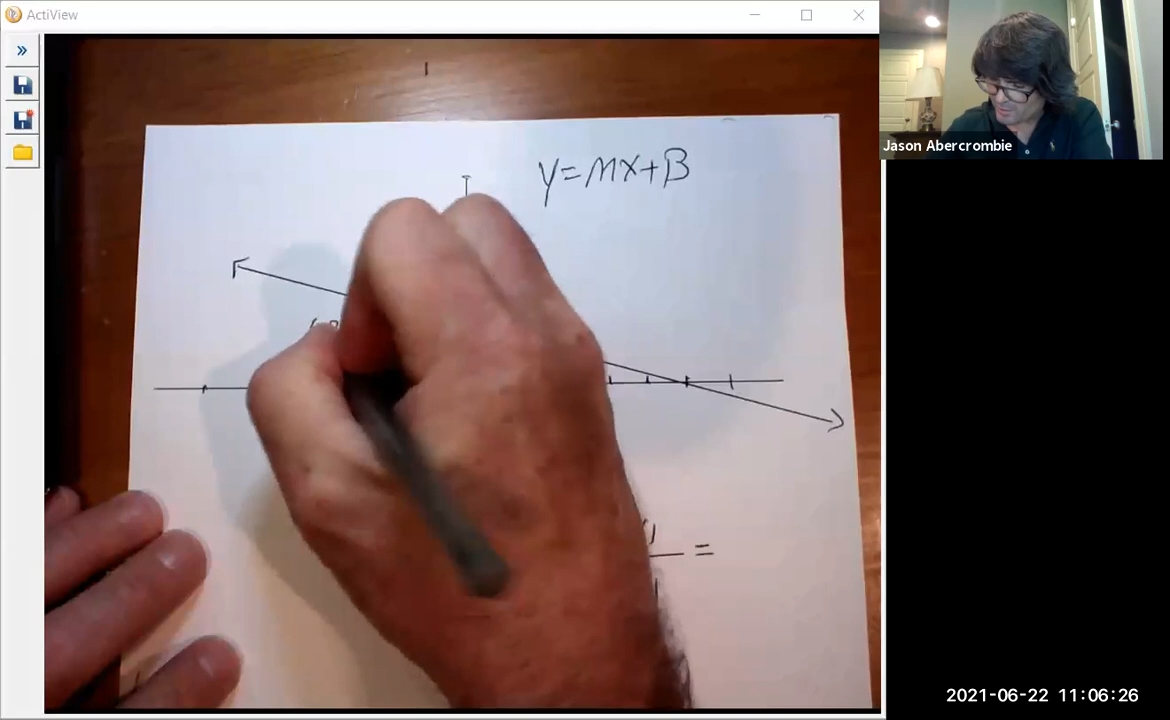 ActiView
Jason Abercrombie
y=mx+B
=
2021-06-22 11:06:26